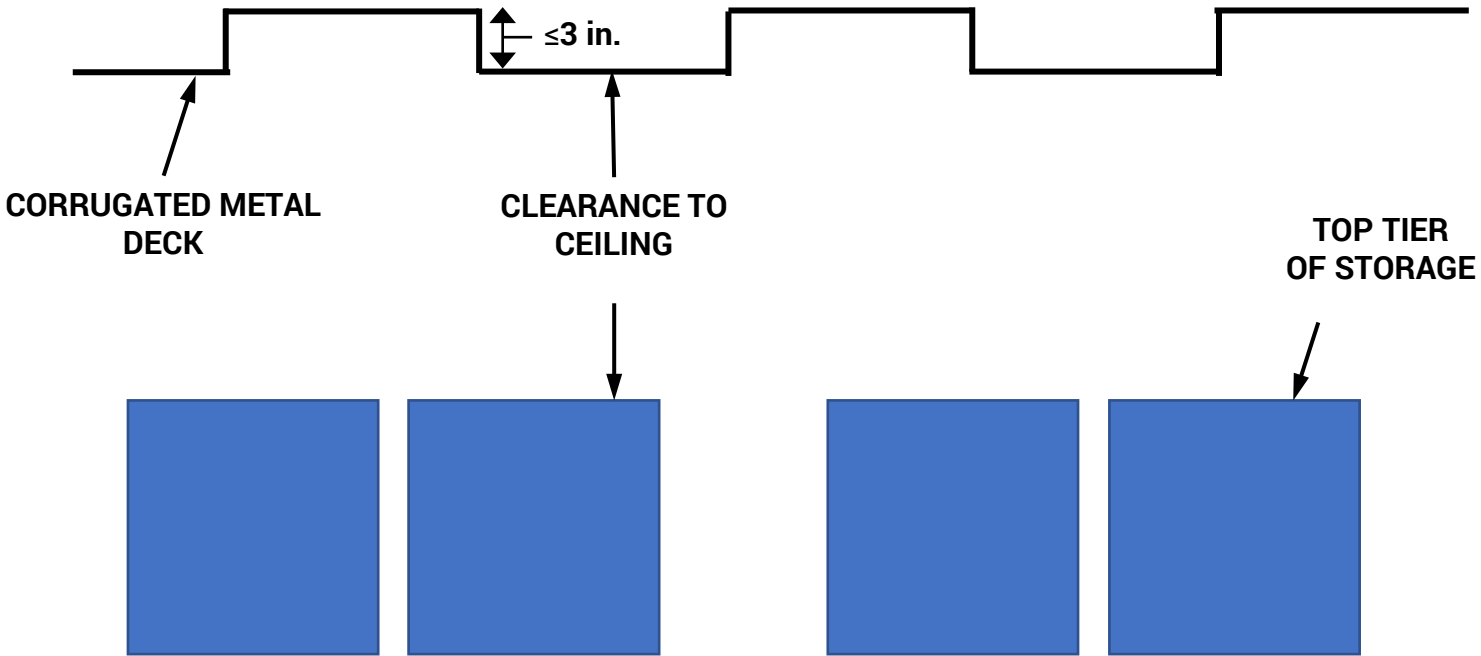 ≤3 in.
CORRUGATED METAL
DECK
CLEARANCE TO
CEILING
TOP TIER
OF STORAGE